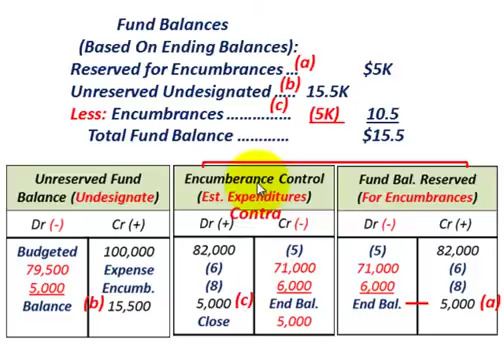 Fund Balances
(Based On Ending Balances):
Reserved for Encumbrances ... (a) $5K
Unreserved Undesignated ..... (b) 15.5K
Less: Encumbrances ............... (c) (5K) 10.5
Total Fund Balance ............ $15.5
Unreserved Fund
Balance (Undesignate)
Dr (-) Cr (+)
Budgeted 100,000
79,500 Expense
5,000 Encumb.
Balance (b) 15,500
Encumberance Control
(Est. Expenditures)
Contra
Dr (+) Cr (-)
82,000 (5)
(6) 71,000
(8) 6,000
5,000 (c) End Bal.
Close 5,000
Fund Bal. Reserved
(For Encumbrances)
Dr (-) Cr (+)
(5) 82,000
71,000 (6)
6,000 (8)
End Bal. 5,000 (a)